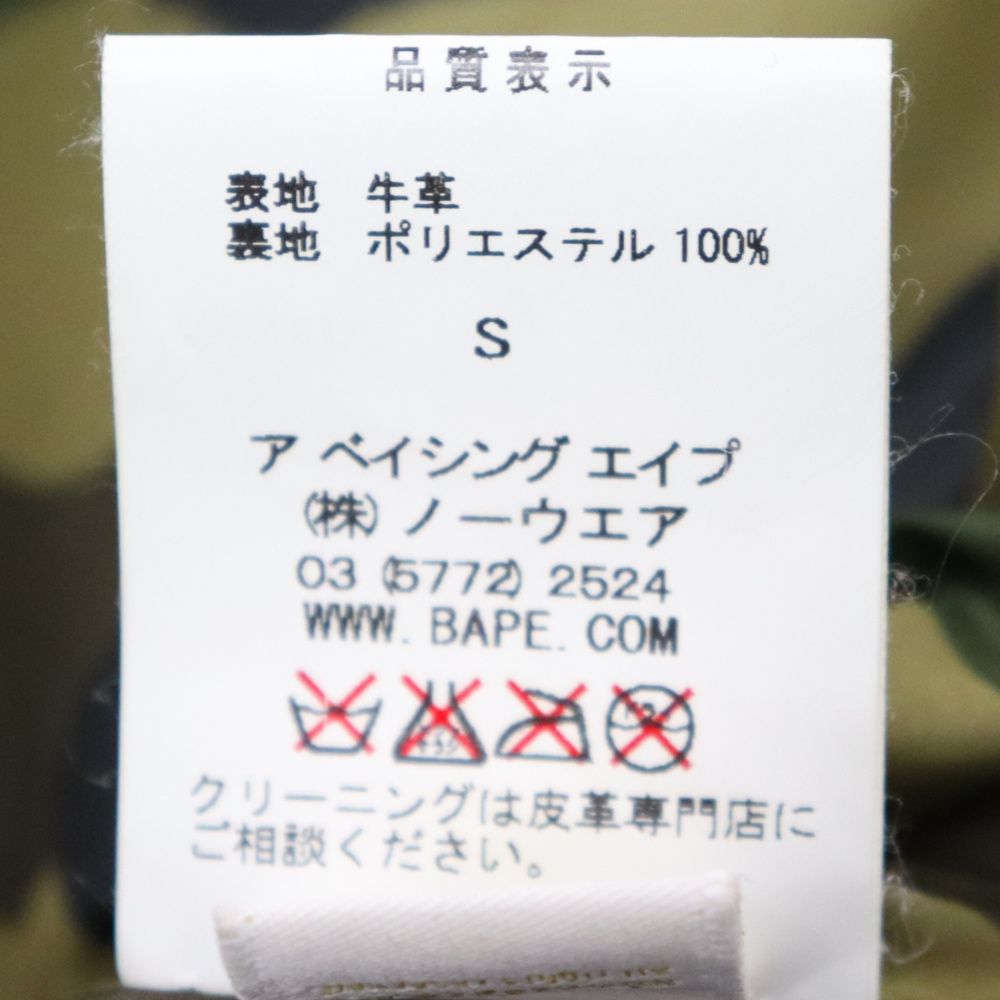 品質表示
表地 牛革
裏地 ポリエステル 100%
S
ア ベイシング エイプ
(株) ノーウエア
03 (5772) 2524
WWW. BAPE. COM
クリーニングは皮革専門店に
ご相談ください。